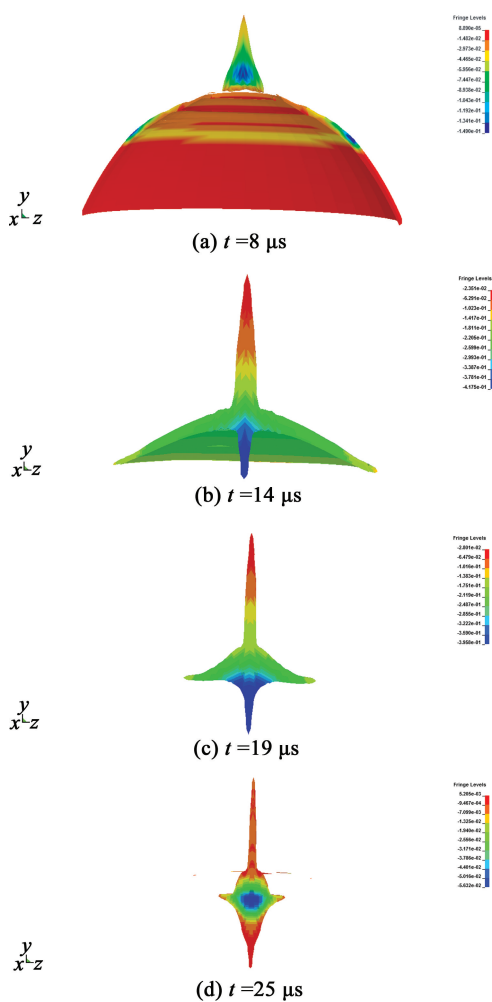 Fringe Levels
8.890e-05
-1.482e-02
-2.973e-02
-4.465e-02
-5.956e-02
-7.447e-02
-8.938e-02
-1.043e-01
-1.192e-01
-1.341e-01
-1.490e-01
y
x z
(a) t =8 μs
Fringe Levels
-2.351e-02
-6.291e-02
-1.023e-01
-1.417e-01
-1.811e-01
-2.205e-01
-2.599e-01
-2.993e-01
-3.387e-01
-3.781e-01
-4.175e-01
y
x z
(b) t =14 μs
Fringe Levels
-2.801e-02
-6.479e-02
-1.016e-01
-1.383e-01
-1.751e-01
-2.119e-01
-2.487e-01
-2.855e-01
-3.222e-01
-3.590e-01
-3.958e-01
y
x z
(c) t =19 μs
Fringe Levels
5.205e-03
-9.467e-04
-7.099e-03
-1.325e-02
-1.940e-02
-2.556e-02
-3.171e-02
-3.786e-02
-4.401e-02
-5.016e-02
-5.632e-02
y
x z
(d) t =25 μs